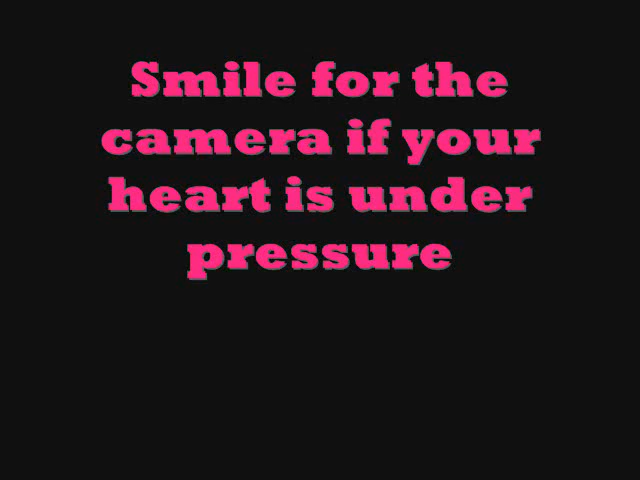 Smile for the
camera if your
heart is under
pressure